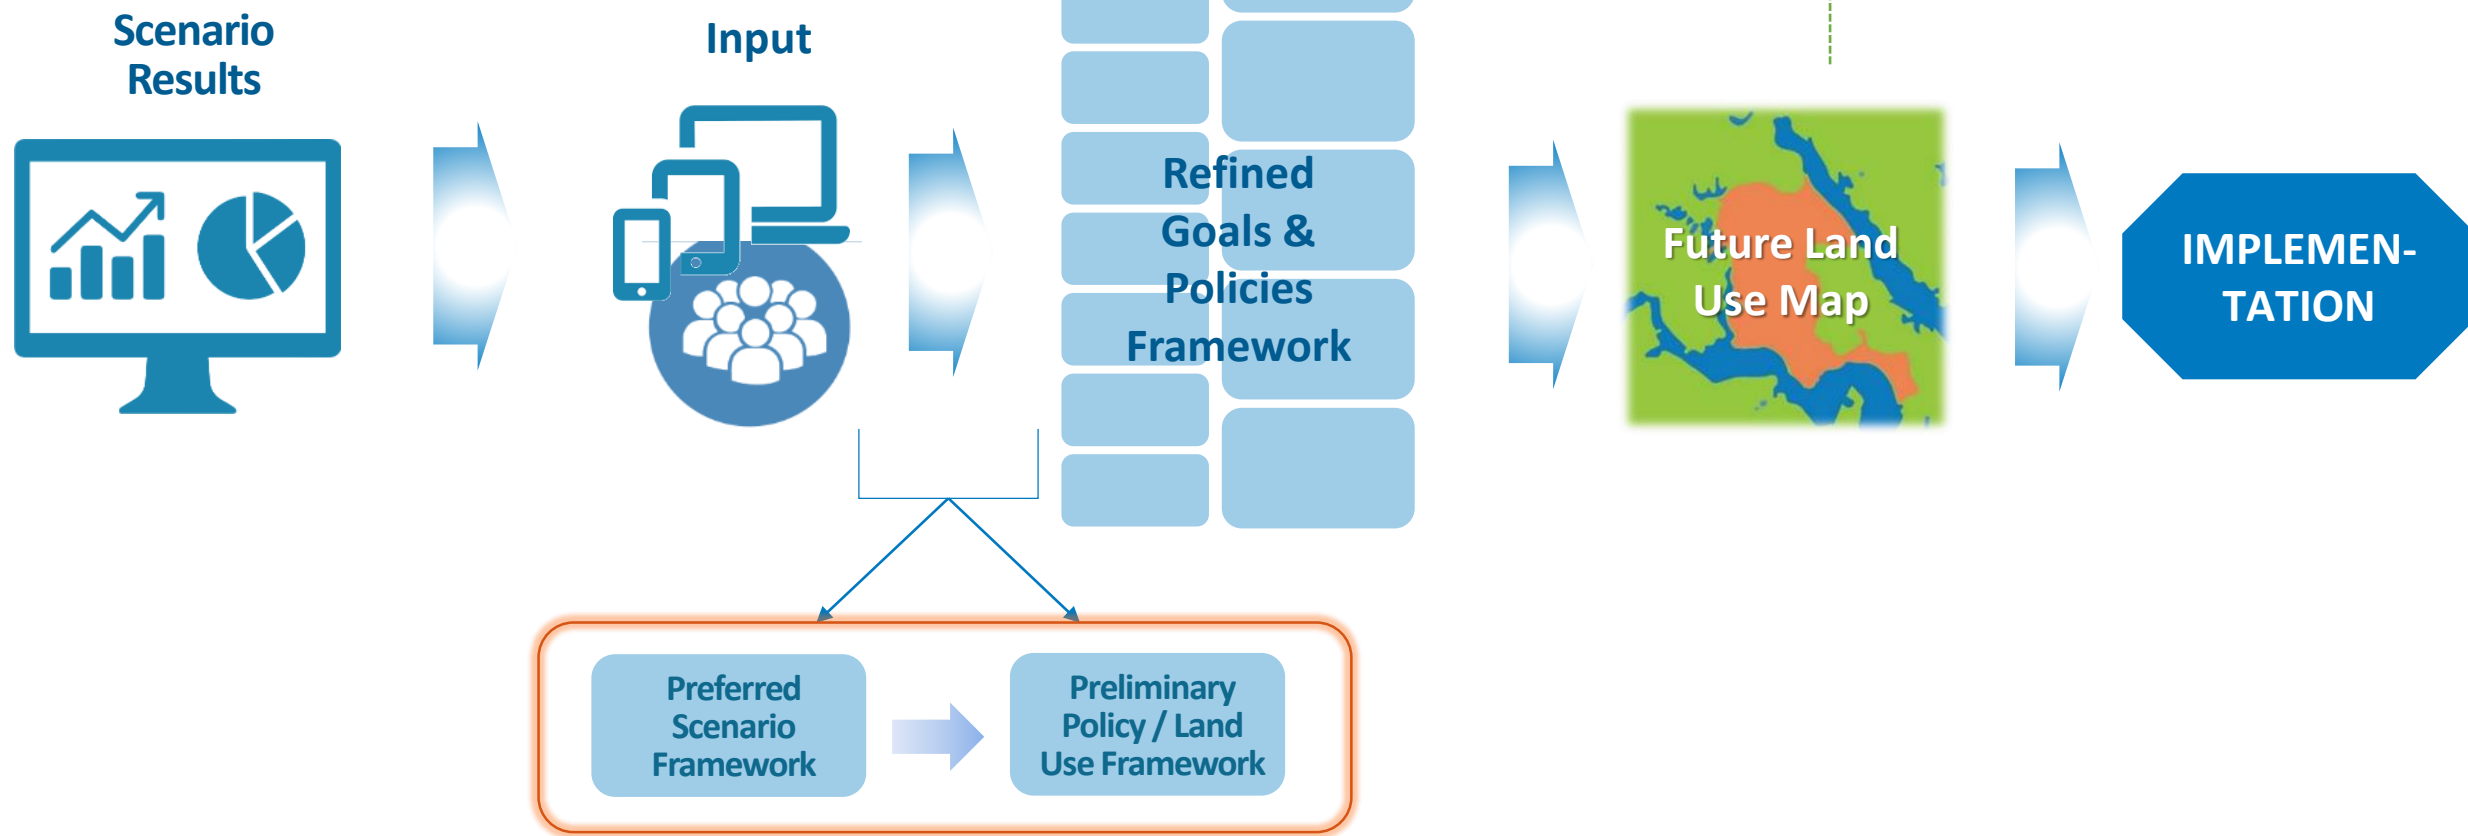 Scenario
Results
Input
Refined
Goals &
Policies
Framework
Future Land
Use Map
IMPLEMEN-
TATION
Preferred
Scenario
Framework
Preliminary
Policy / Land
Use Framework